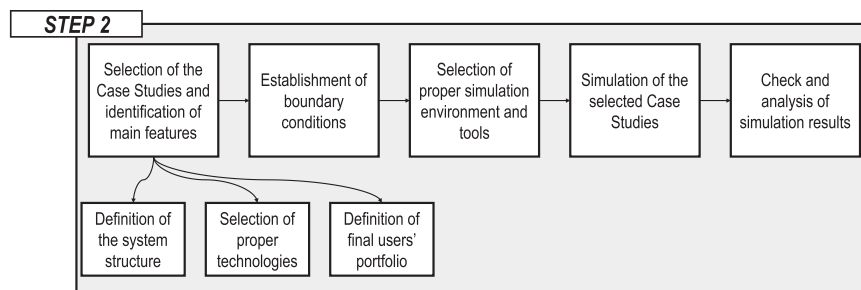 STEP 2
Selection of the
Case Studies and
identification of
main features
Establishment of
boundary
conditions
Selection of
proper simulation
environment and
tools
Simulation of the
selected Case
Studies
Check and
analysis of
simulation results
Definition of
the system
structure
Selection of
proper
technologies
Definition of
final users'
portfolio